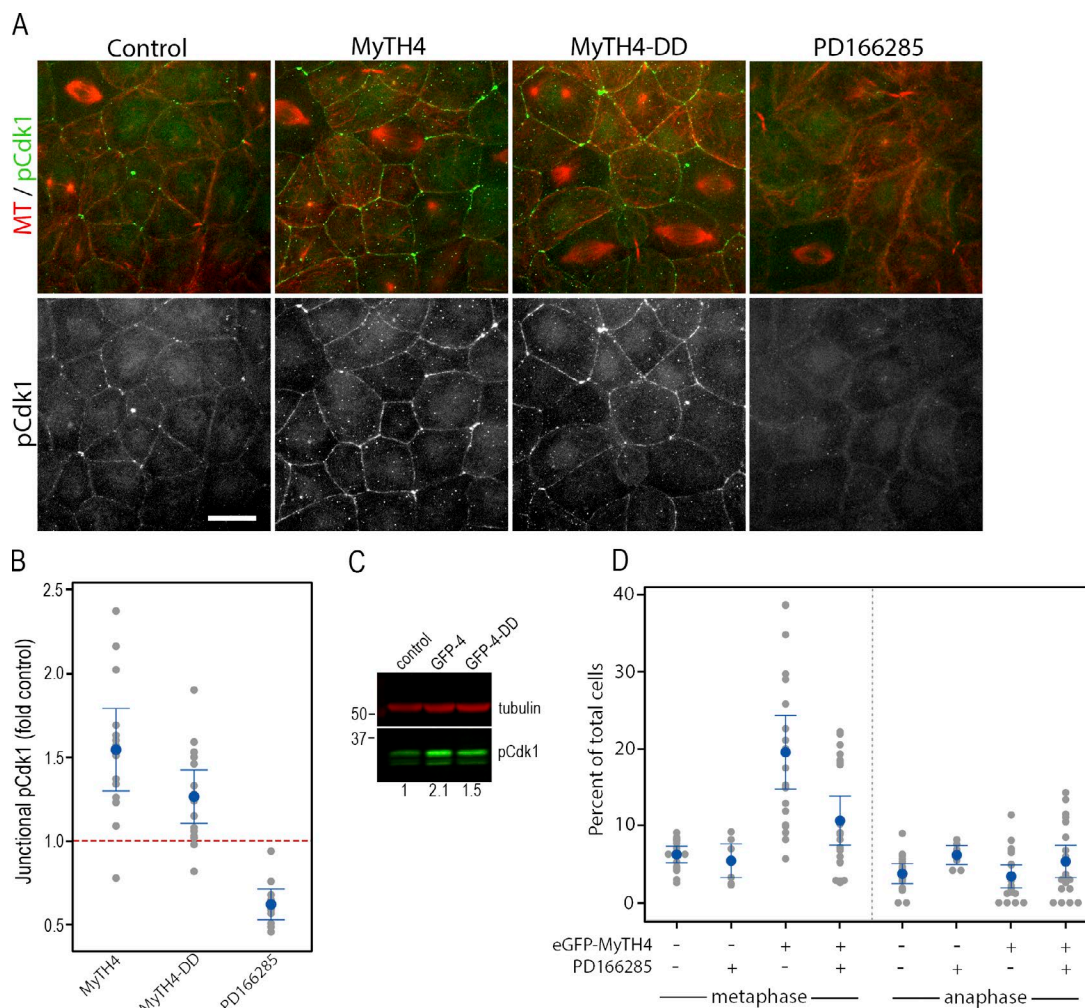 A
Control MyTH4 MyTH4-DD PD166285
MT / pCdk1
pCdk1
B
Junctional pCdk1 (fold control)
2.5
2.0
1.5
1.0
0.5
MyTH4 MyTH4-DD PD166285
C
control GFP-4 GFP-4-DD
50 tubulin
37
pCdk1
1 2.1 1.5
D
Percent of total cells
40
30
20
10
0
eGFP-MyTH4 - - + + - - + +
PD166285 - + - + - + - +
metaphase anaphase